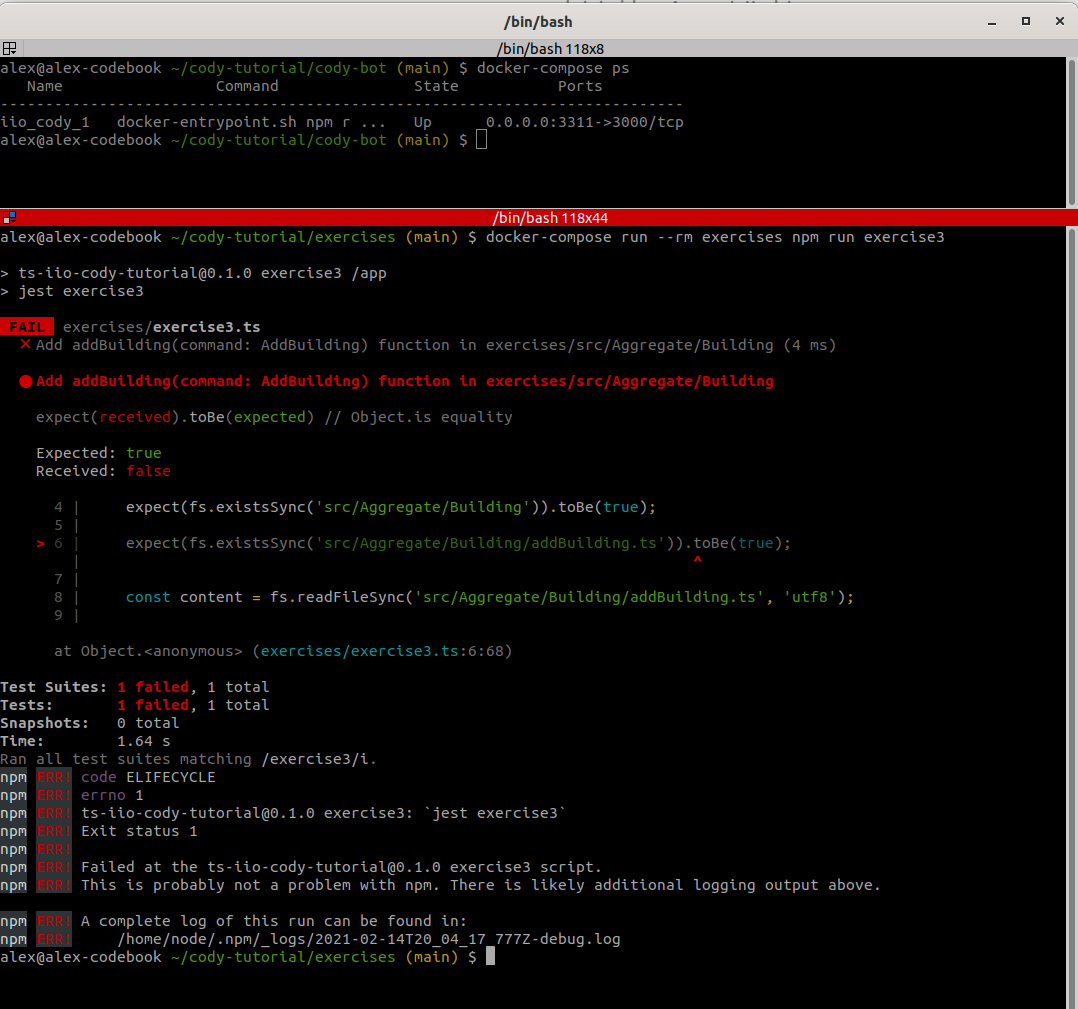 /bin/bash
/bin/bash 118x8
alex@alex-codebook ~/cody-tutorial/cody-bot (main) $ docker-compose ps
Name Command State Ports
----------------------------------------------------------------------------
iio_cody_1 docker-entrypoint.sh npm r ... Up 0.0.0.0:3311->3000/tcp
alex@alex-codebook ~/cody-tutorial/cody-bot (main) $
/bin/bash 118x44
alex@alex-codebook ~/cody-tutorial/exercises (main) $ docker-compose run --rm exercises npm run exercise3
> ts-iio-cody-tutorial@0.1.0 exercise3 /app
> jest exercise3
FAIL exercises/exercise3.ts
✕ Add addBuilding(command: AddBuilding) function in exercises/src/Aggregate/Building (4 ms)
● Add addBuilding(command: AddBuilding) function in exercises/src/Aggregate/Building
expect(received).toBe(expected) // Object.is equality
Expected: true
Received: false
4 | expect(fs.existsSync('src/Aggregate/Building')).toBe(true);
5 |
> 6 | expect(fs.existsSync('src/Aggregate/Building/addBuilding.ts')).toBe(true);
| ^
7 |
8 | const content = fs.readFileSync('src/Aggregate/Building/addBuilding.ts', 'utf8');
9 |
at Object.<anonymous> (exercises/exercise3.ts:6:68)
Test Suites: 1 failed, 1 total
Tests: 1 failed, 1 total
Snapshots: 0 total
Time: 1.64 s
Ran all test suites matching /exercise3/i.
npm ERR! code ELIFECYCLE
npm ERR! errno 1
npm ERR! ts-iio-cody-tutorial@0.1.0 exercise3: `jest exercise3`
npm ERR! Exit status 1
npm ERR!
npm ERR! Failed at the ts-iio-cody-tutorial@0.1.0 exercise3 script.
npm ERR! This is probably not a problem with npm. There is likely additional logging output above.
npm ERR! A complete log of this run can be found in:
npm ERR! /home/node/.npm/_logs/2021-02-14T20_04_17_777Z-debug.log
alex@alex-codebook ~/cody-tutorial/exercises (main) $